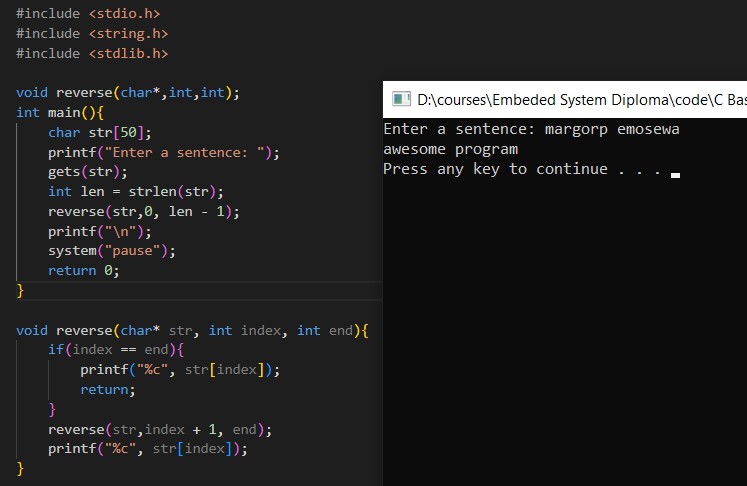 #include <stdio.h>
#include <string.h>
#include <stdlib.h>

void reverse(char*,int,int);
int main(){
    char str[50];
    printf("Enter a sentence: ");
    gets(str);
    int len = strlen(str);
    reverse(str,0, len - 1);
    printf("\n");
    system("pause");
    return 0;
}

void reverse(char* str, int index, int end){
    if(index == end){
        printf("%c", str[index]);
        return;
    }
    reverse(str,index + 1, end);
    printf("%c", str[index]);
}
D:\courses\Embeded System Diploma\code\C Bas
Enter a sentence: margorp emosewa
awesome program
Press any key to continue . . .